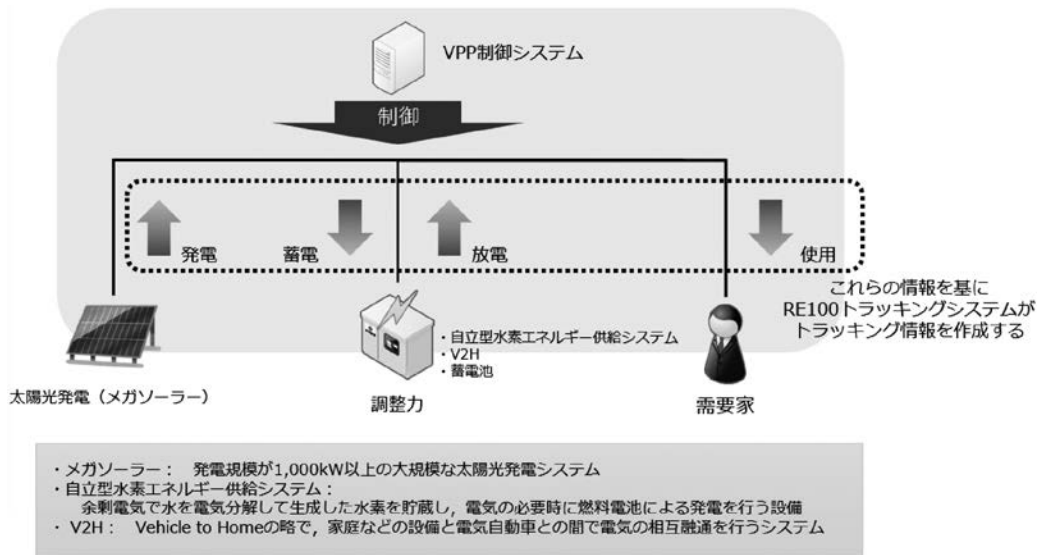 VPP制御システム
制御
発電
蓄電
放電
使用
これらの情報を基に
RE100トラッキングシステムが
トラッキング情報を作成する
・自立型水素エネルギー供給システム
・V2H
・蓄電池
太陽光発電（メガソーラー）
調整力
需要家
・メガソーラー： 発電規模が1,000kW以上の大規模な太陽光発電システム
・自立型水素エネルギー供給システム：
余剰電気で水を電気分解して生成した水素を貯蔵し，電気の必要時に燃料電池による発電を行う設備
・ V2H： Vehicle to Homeの略で，家庭などの設備と電気自動車との間で電気の相互融通を行うシステム